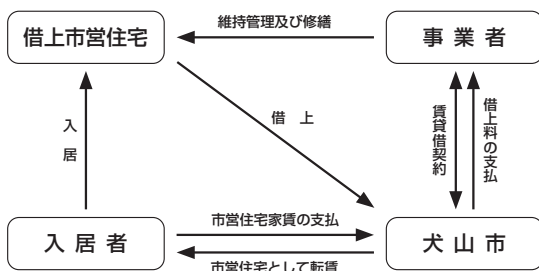 借上市営住宅
維持管理及び修繕
事業者
入居
借上
賃貸借契約
借上料の支払
入居者
市営住宅家賃の支払
市営住宅として転賃
犬山市